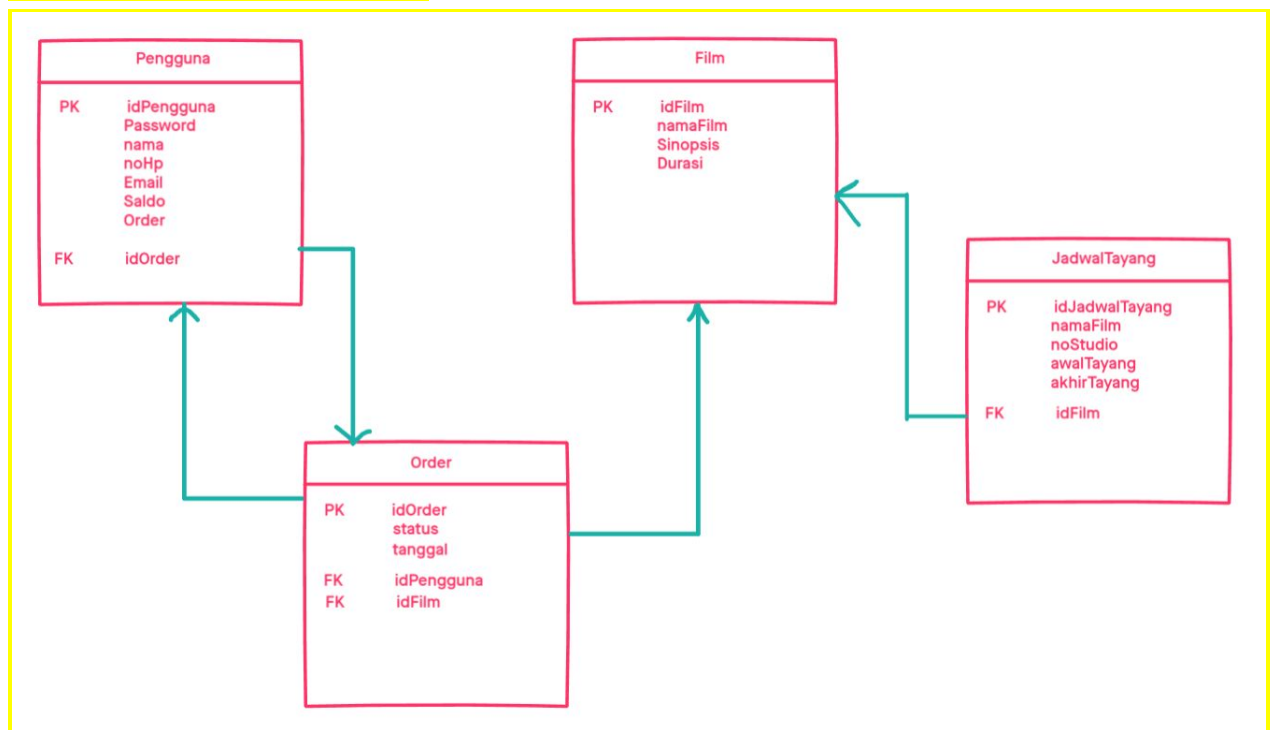 Pengguna
PK idPengguna
Password
nama
noHp
Email
Saldo
Order
FK idOrder
Film
PK idFilm
namaFilm
Sinopsis
Durasi
JadwalTayang
PK idJadwalTayang
namaFilm
noStudio
awalTayang
akhirTayang
FK idFilm
Order
PK idOrder
status
tanggal
FK idPengguna
FK idFilm